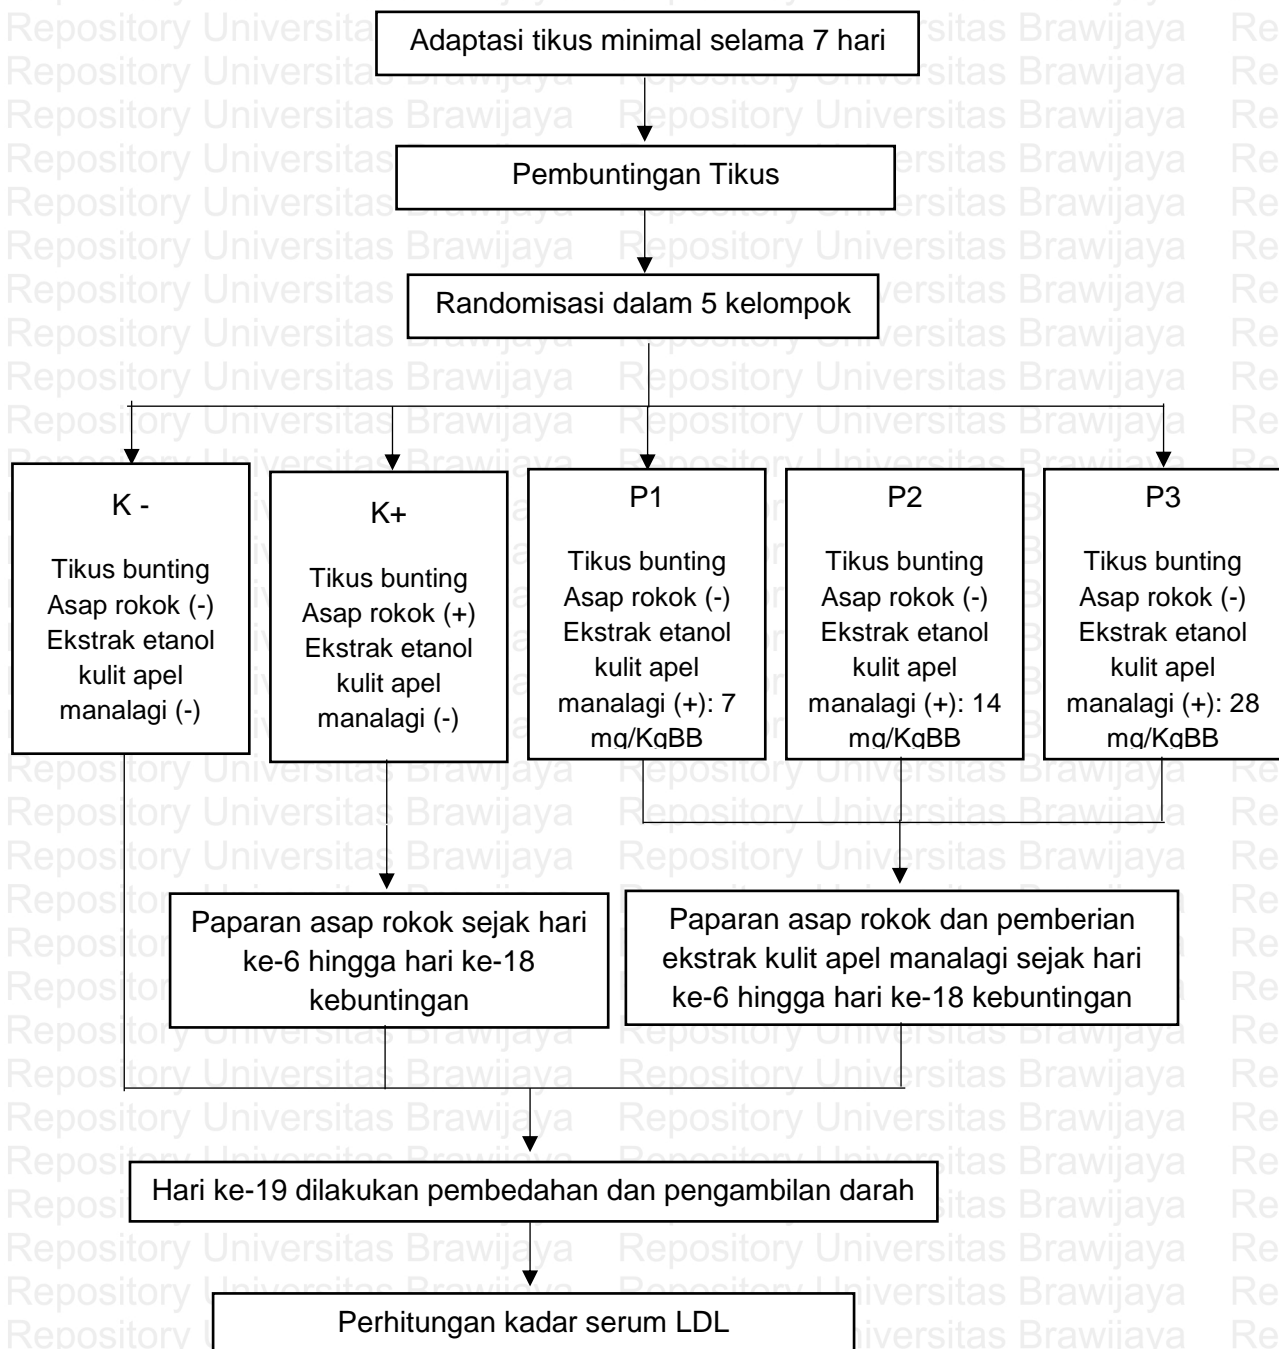 Adaptasi tikus minimal selama 7 hari
Pembuntingan Tikus
Randomisasi dalam 5 kelompok
K -
Tikus bunting
Asap rokok (-)
Ekstrak etanol
kulit apel
manalagi (-)
K+
Tikus bunting
Asap rokok (+)
Ekstrak etanol
kulit apel
manalagi (-)
P1
Tikus bunting
Asap rokok (-)
Ekstrak etanol
kulit apel
manalagi (+): 7
mg/KgBB
P2
Tikus bunting
Asap rokok (-)
Ekstrak etanol
kulit apel
manalagi (+): 14
mg/KgBB
P3
Tikus bunting
Asap rokok (-)
Ekstrak etanol
kulit apel
manalagi (+): 28
mg/KgBB
Paparan asap rokok sejak hari
ke-6 hingga hari ke-18
kebuntingan
Paparan asap rokok dan pemberian
ekstrak kulit apel manalagi sejak hari
ke-6 hingga hari ke-18 kebuntingan
Hari ke-19 dilakukan pembedahan dan pengambilan darah
Perhitungan kadar serum LDL
Repository Universitas Brawijaya